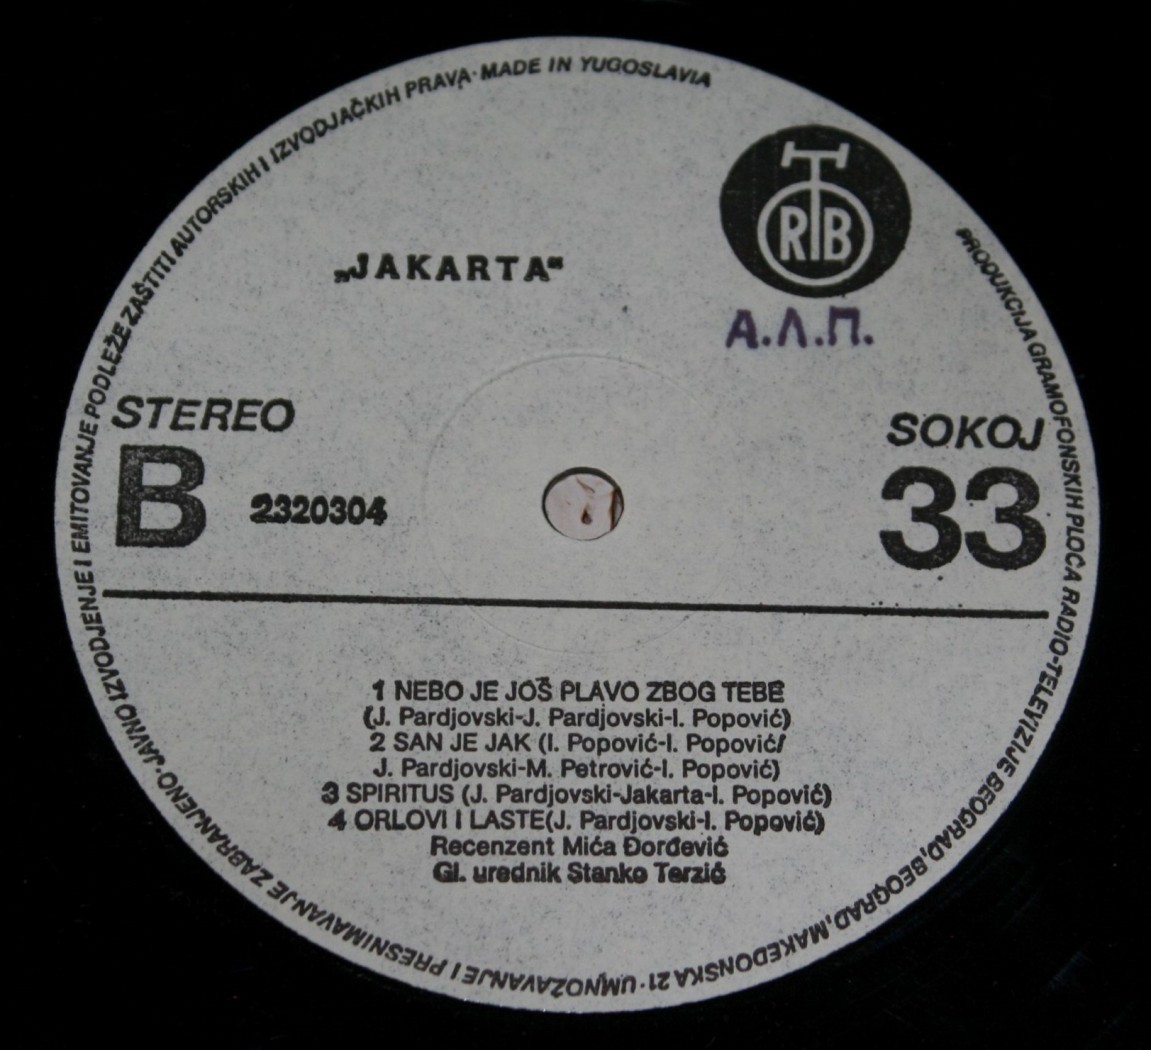 UMNOŽAVANJE I PRESNIMAVANJE ZABRANJENO·JAVNO IZVODJENJE I EMITOVANJE PODLEŽE ZAŠTITI AUTORSKIH I IZVODJAČKIH PRAVA· MADE IN YUGOSLAVIA
PRODUKCIJA GRAMOFONSKIH PLOČA RADIO-TELEVIZIJE BEOGRAD, BEOGRAD, MAKEDONSKA 21·
RTB
А.Л.П.
„JAKARTA“
STEREO
SOKOJ
B 2320304
33
1 NEBO JE JOŠ PLAVO ZBOG TEBE
(J. Pardjovski-J. Pardjovski-I. Popović)
2 SAN JE JAK (I. Popović-I. Popović/
J. Pardjovski-M. Petrović-I. Popović)
3 SPIRITUS (J. Pardjovski-Jakarta-I. Popović)
4 ORLOVI I LASTE(J. Pardjovski-I. Popović)
Recenzent Mića Đorđević
Gl. urednik Stanko Terzić